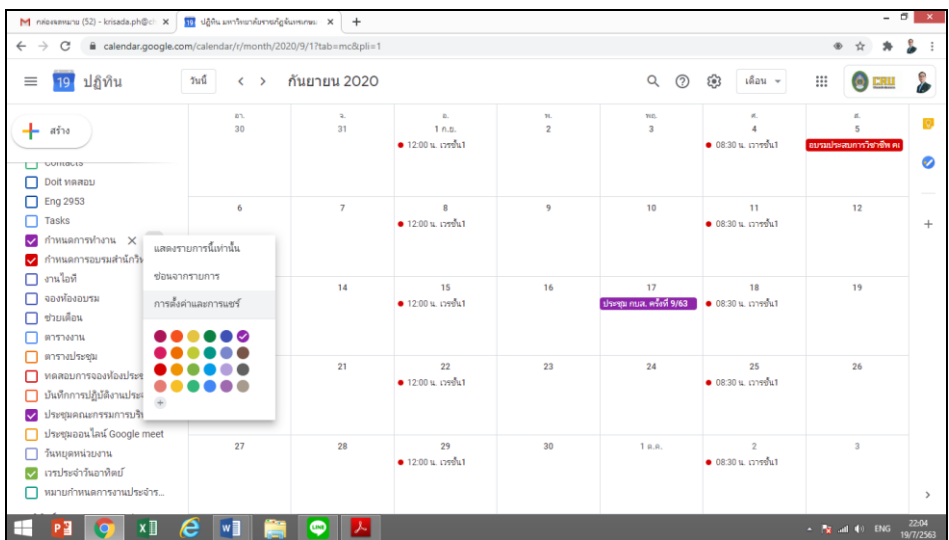 กล่องจดหมาย (52) - krisada.ph@c
ปฏิทิน มหาวิทยาลัยราชภัฏจันทรเกษม
calendar.google.com/calendar/r/month/2020/9/1?tab=mc&pli=1
19 ปฏิทิน วันนี้ กันยายน 2020 เดือน CRU
สร้าง
อา. จ. อ. พ. พฤ. ศ. ส.
30 31 1 ก.ย. 2 3 4 5
12:00 น. เวรชั้น1 08:30 น. เวรชั้น1 อบรมประสบการวิชาชีพ คณ
Contacts
Doit ทดสอบ
Eng 2953
Tasks
กำหนดการทำงาน
กำหนดการอบรมสำนักวิท
งานไอที
จองห้องอบรม
ช่วยเตือน
ตารางงาน
ตารางประชุม
ทดสอบการจองห้องประช
บันทึกการปฏิบัติงานประจ
ประชุมคณะกรรมการบริห
ประชุมออนไลน์ Google meet
วันหยุดหน่วยงาน
เวรประจำวันอาทิตย์
หมายกำหนดการงานประจำร...
แสดงรายการนี้เท่านั้น
ซ่อนจากรายการ
การตั้งค่าและการแชร์
6 7 8 9 10 11 12
12:00 น. เวรชั้น1 08:30 น. เวรชั้น1
14 15 16 17 18 19
12:00 น. เวรชั้น1 ประชุม กบส. ครั้งที่ 9/63 08:30 น. เวรชั้น1
21 22 23 24 25 26
12:00 น. เวรชั้น1 08:30 น. เวรชั้น1
27 28 29 30 1 ต.ค. 2 3
12:00 น. เวรชั้น1 08:30 น. เวรชั้น1
ENG 22:04
19/7/2563